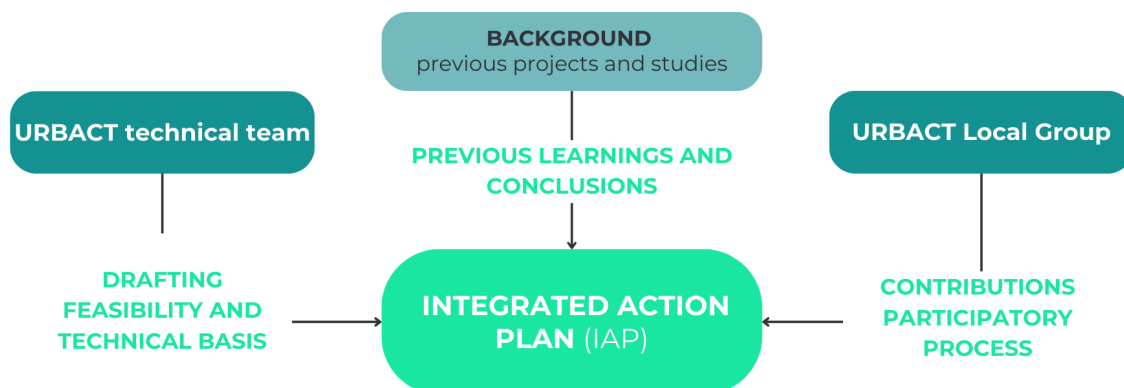 BACKGROUND
previous projects and studies
URBACT technical team
URBACT Local Group
PREVIOUS LEARNINGS AND
CONCLUSIONS
DRAFTING
FEASIBILITY AND
TECHNICAL BASIS
INTEGRATED ACTION
PLAN (IAP)
CONTRIBUTIONS
PARTICIPATORY
PROCESS